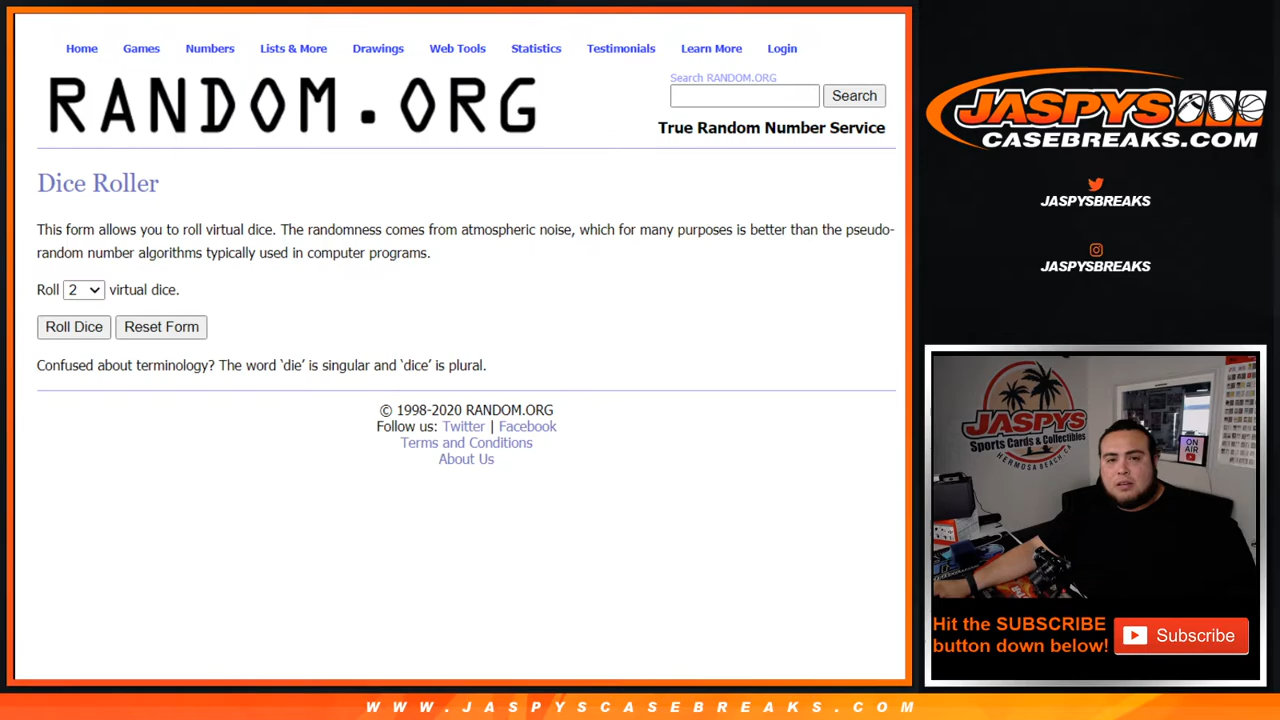 Home Games Numbers Lists & More Drawings Web Tools Statistics Testimonials Learn More Login
RANDOM.ORG
Search RANDOM.ORG
Search
True Random Number Service
Dice Roller
This form allows you to roll virtual dice. The randomness comes from atmospheric noise, which for many purposes is better than the pseudo-
random number algorithms typically used in computer programs.
Roll 2 virtual dice.
Roll Dice Reset Form
Confused about terminology? The word ‘die’ is singular and ‘dice’ is plural.
© 1998-2020 RANDOM.ORG
Follow us: Twitter | Facebook
Terms and Conditions
About Us
JASPYS
CASEBREAKS.COM
JASPYSBREAKS
JASPYSBREAKS
JASPYS
Sports Cards & Collectibles
HERMOSA BEACH, CA
ON
AIR
Hit the SUBSCRIBE
button down below!
Subscribe
WWW.JASPYSCASEBREAKS.COM